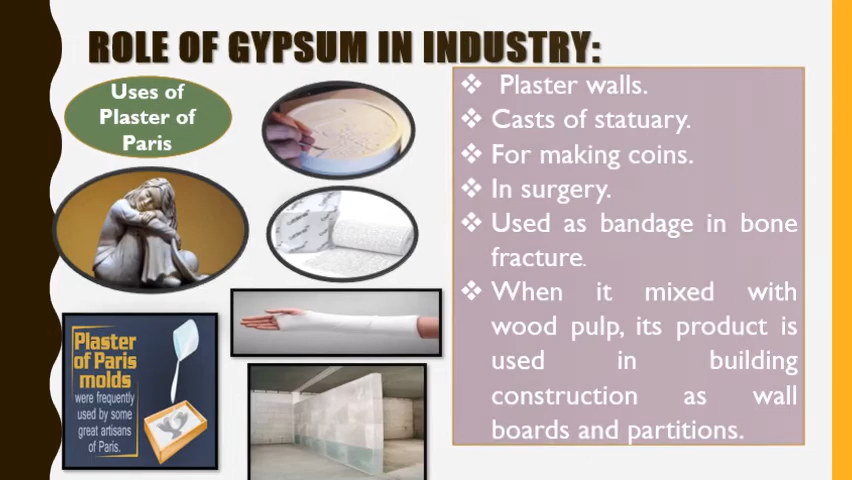 ROLE OF GYPSUM IN INDUSTRY:
Uses of
Plaster of
Paris
❖ Plaster walls.
❖ Casts of statuary.
❖ For making coins.
❖ In surgery.
❖ Used as bandage in bone
fracture.
❖ When it mixed with
wood pulp, its product is
used in building
construction as wall
boards and partitions.
Plaster
of Paris
molds
were frequently
used by some
great artisans
of Paris.